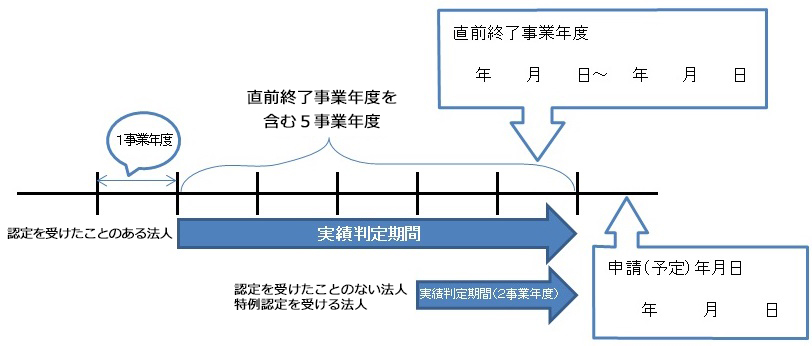 直前終了事業年度
年 月 日～ 年 月 日
直前終了事業年度を
含む５事業年度
１事業年度
認定を受けたことのある法人
実績判定期間
認定を受けたことのない法人
特例認定を受ける法人
実績判定期間（２事業年度）
申請（予定）年月日
年 月 日